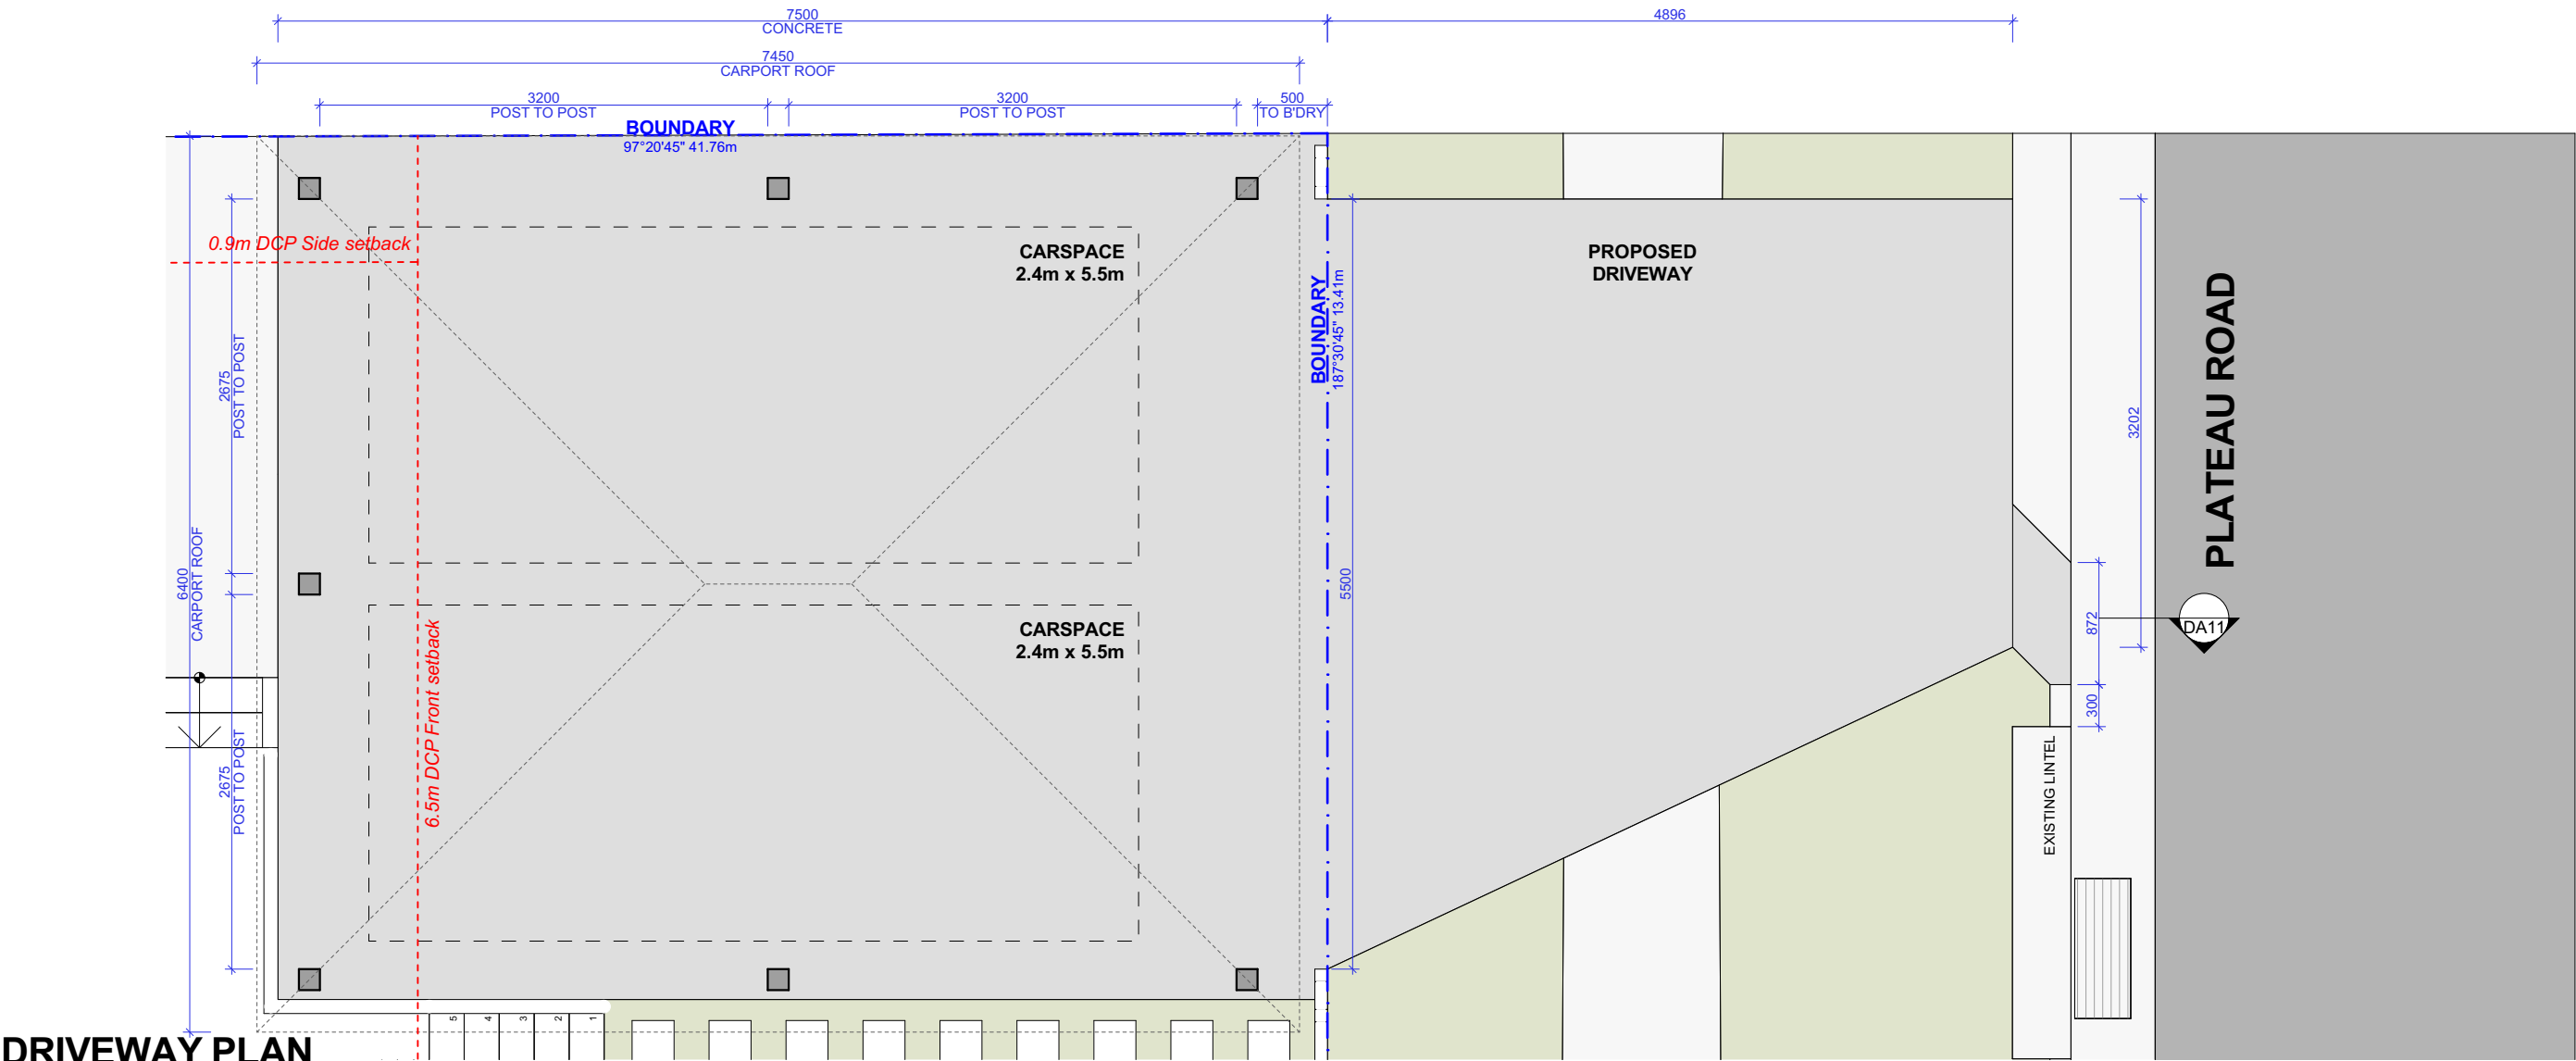 7500
CONCRETE
4896
7450
CARPORT ROOF
3200
POST TO POST
3200
POST TO POST
500
TO B'DRY
BOUNDARY
97°20'45" 41.76m
0.9m DCP Side setback
CARSPACE
2.4m x 5.5m
PROPOSED
DRIVEWAY
BOUNDARY
187°30'45" 13.41m
PLATEAU ROAD
2675
POST TO POST
3202
6400
CARPORT ROOF
5500
CARSPACE
2.4m x 5.5m
6.5m DCP Front setback
872
DA11
300
2675
POST TO POST
EXISTING LINTEL
5
4
3
2
1
DRIVEWAY PLAN